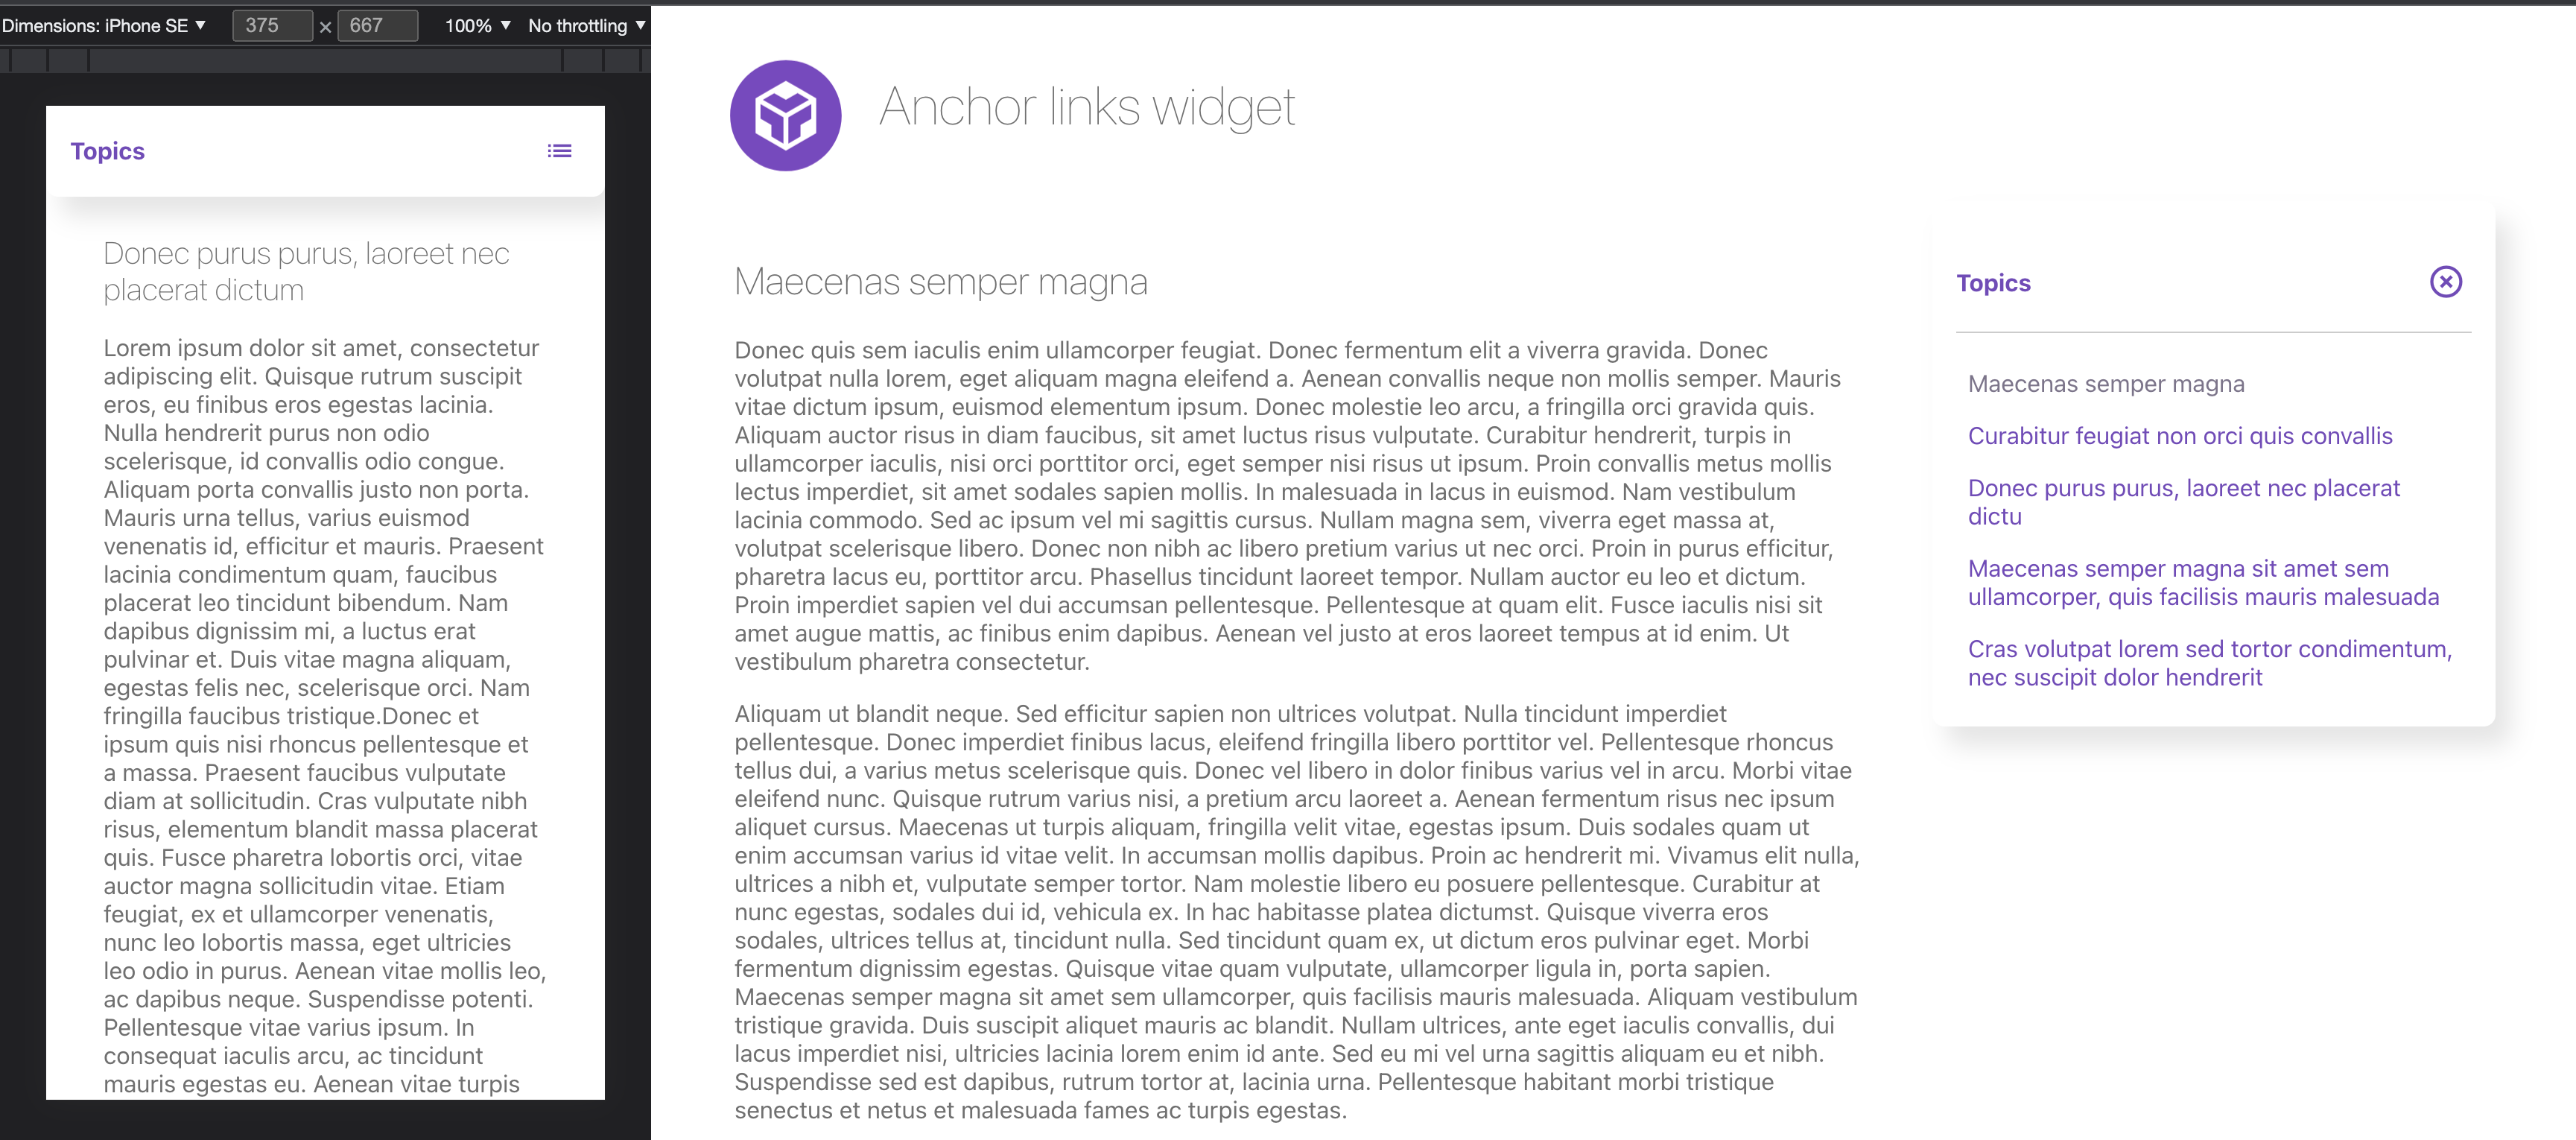 Dimensions: iPhone SE ▼ 375 × 667 100% ▼ No throttling ▼
Topics
Donec purus purus, laoreet nec
placerat dictum
Lorem ipsum dolor sit amet, consectetur
adipiscing elit. Quisque rutrum suscipit
eros, eu finibus eros egestas lacinia.
Nulla hendrerit purus non odio
scelerisque, id convallis odio congue.
Aliquam porta convallis justo non porta.
Mauris urna tellus, varius euismod
venenatis id, efficitur et mauris. Praesent
lacinia condimentum quam, faucibus
placerat leo tincidunt bibendum. Nam
dapibus dignissim mi, a luctus erat
pulvinar et. Duis vitae magna aliquam,
egestas felis nec, scelerisque orci. Nam
fringilla faucibus tristique.Donec et
ipsum quis nisi rhoncus pellentesque et
a massa. Praesent faucibus vulputate
diam at sollicitudin. Cras vulputate nibh
risus, elementum blandit massa placerat
quis. Fusce pharetra lobortis orci, vitae
auctor magna sollicitudin vitae. Etiam
feugiat, ex et ullamcorper venenatis,
nunc leo lobortis massa, eget ultricies
leo odio in purus. Aenean vitae mollis leo,
ac dapibus neque. Suspendisse potenti.
Pellentesque vitae varius ipsum. In
consequat iaculis arcu, ac tincidunt
mauris egestas eu. Aenean vitae turpis
Anchor links widget
Maecenas semper magna
Donec quis sem iaculis enim ullamcorper feugiat. Donec fermentum elit a viverra gravida. Donec
volutpat nulla lorem, eget aliquam magna eleifend a. Aenean convallis neque non mollis semper. Mauris
vitae dictum ipsum, euismod elementum ipsum. Donec molestie leo arcu, a fringilla orci gravida quis.
Aliquam auctor risus in diam faucibus, sit amet luctus risus vulputate. Curabitur hendrerit, turpis in
ullamcorper iaculis, nisi orci porttitor orci, eget semper nisi risus ut ipsum. Proin convallis metus mollis
lectus imperdiet, sit amet sodales sapien mollis. In malesuada in lacus in euismod. Nam vestibulum
lacinia commodo. Sed ac ipsum vel mi sagittis cursus. Nullam magna sem, viverra eget massa at,
volutpat scelerisque libero. Donec non nibh ac libero pretium varius ut nec orci. Proin in purus efficitur,
pharetra lacus eu, porttitor arcu. Phasellus tincidunt laoreet tempor. Nullam auctor eu leo et dictum.
Proin imperdiet sapien vel dui accumsan pellentesque. Pellentesque at quam elit. Fusce iaculis nisi sit
amet augue mattis, ac finibus enim dapibus. Aenean vel justo at eros laoreet tempus at id enim. Ut
vestibulum pharetra consectetur.
Aliquam ut blandit neque. Sed efficitur sapien non ultrices volutpat. Nulla tincidunt imperdiet
pellentesque. Donec imperdiet finibus lacus, eleifend fringilla libero porttitor vel. Pellentesque rhoncus
tellus dui, a varius metus scelerisque quis. Donec vel libero in dolor finibus varius vel in arcu. Morbi vitae
eleifend nunc. Quisque rutrum varius nisi, a pretium arcu laoreet a. Aenean fermentum risus nec ipsum
aliquet cursus. Maecenas ut turpis aliquam, fringilla velit vitae, egestas ipsum. Duis sodales quam ut
enim accumsan varius id vitae velit. In accumsan mollis dapibus. Proin ac hendrerit mi. Vivamus elit nulla,
ultrices a nibh et, vulputate semper tortor. Nam molestie libero eu posuere pellentesque. Curabitur at
nunc egestas, sodales dui id, vehicula ex. In hac habitasse platea dictumst. Quisque viverra eros
sodales, ultrices tellus at, tincidunt nulla. Sed tincidunt quam ex, ut dictum eros pulvinar eget. Morbi
fermentum dignissim egestas. Quisque vitae quam vulputate, ullamcorper ligula in, porta sapien.
Maecenas semper magna sit amet sem ullamcorper, quis facilisis mauris malesuada. Aliquam vestibulum
tristique gravida. Duis suscipit aliquet mauris ac blandit. Nullam ultrices, ante eget iaculis convallis, dui
lacus imperdiet nisi, ultricies lacinia lorem enim id ante. Sed eu mi vel urna sagittis aliquam eu et nibh.
Suspendisse sed est dapibus, rutrum tortor at, lacinia urna. Pellentesque habitant morbi tristique
senectus et netus et malesuada fames ac turpis egestas.
Topics
Maecenas semper magna
Curabitur feugiat non orci quis convallis
Donec purus purus, laoreet nec placerat
dictu
Maecenas semper magna sit amet sem
ullamcorper, quis facilisis mauris malesuada
Cras volutpat lorem sed tortor condimentum,
nec suscipit dolor hendrerit